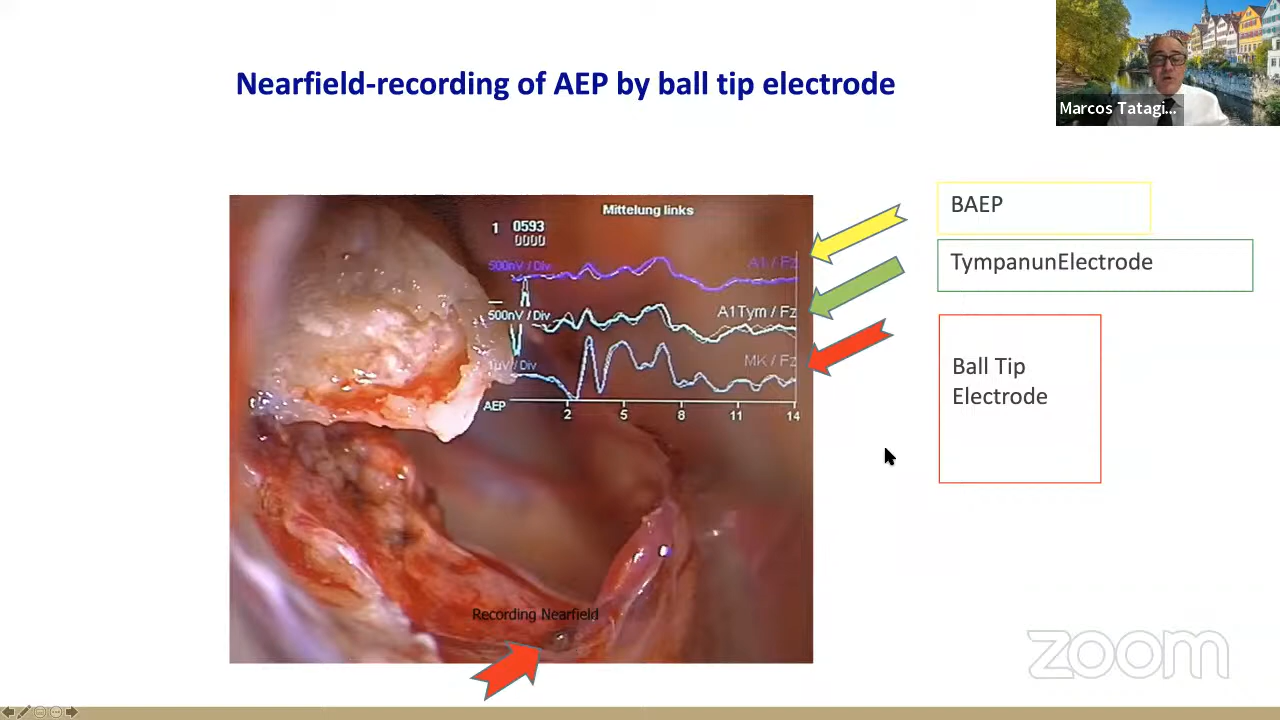 Nearfield-recording of AEP by ball tip electrode
Marcos Tatagi...
Mittelung links
1 0593
0000
500nV / Div
A1 / Fz
500nV / Div
A1Tym / Fz
1µV / Div
MK / Fz
AEP
2 5 8 11 14
BAEP
TympanunElectrode
Ball Tip
Electrode
Recording Nearfield
zoom